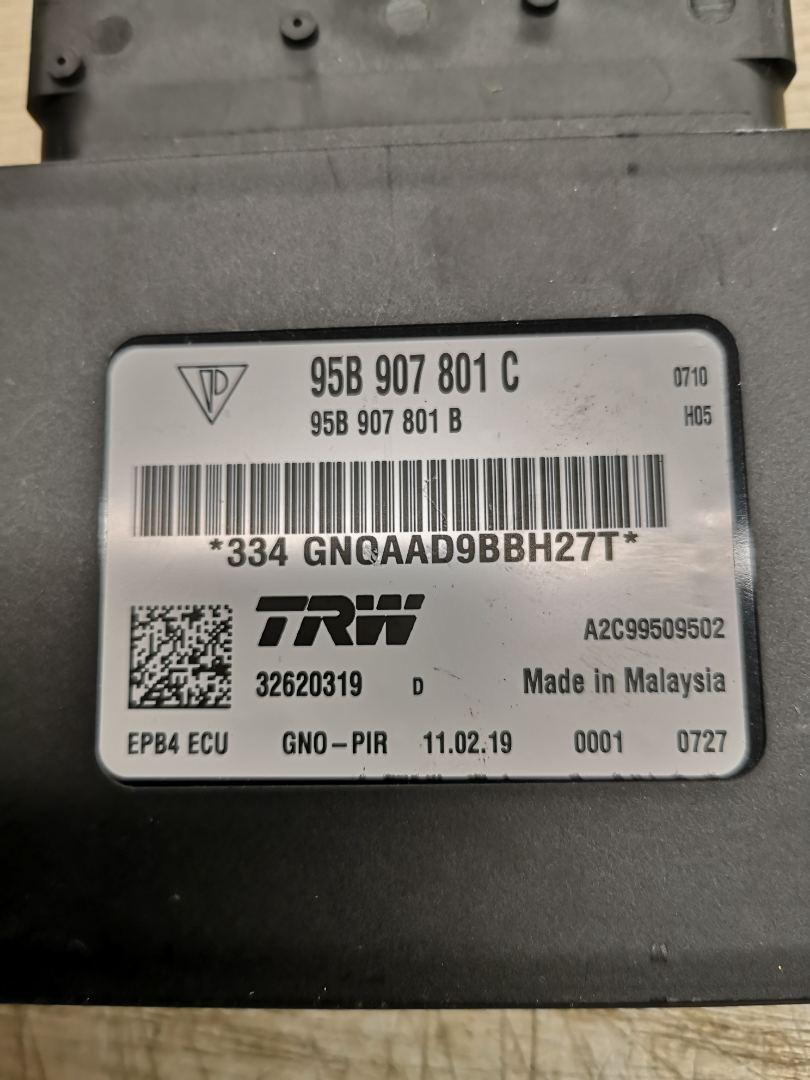 95B 907 801 C
0710
95B 907 801 B
H05
*334 GNQAAD9BBH27T*
TRW
A2C99509502
32620319 D Made in Malaysia
EPB4 ECU GNO-PIR 11.02.19 0001 0727